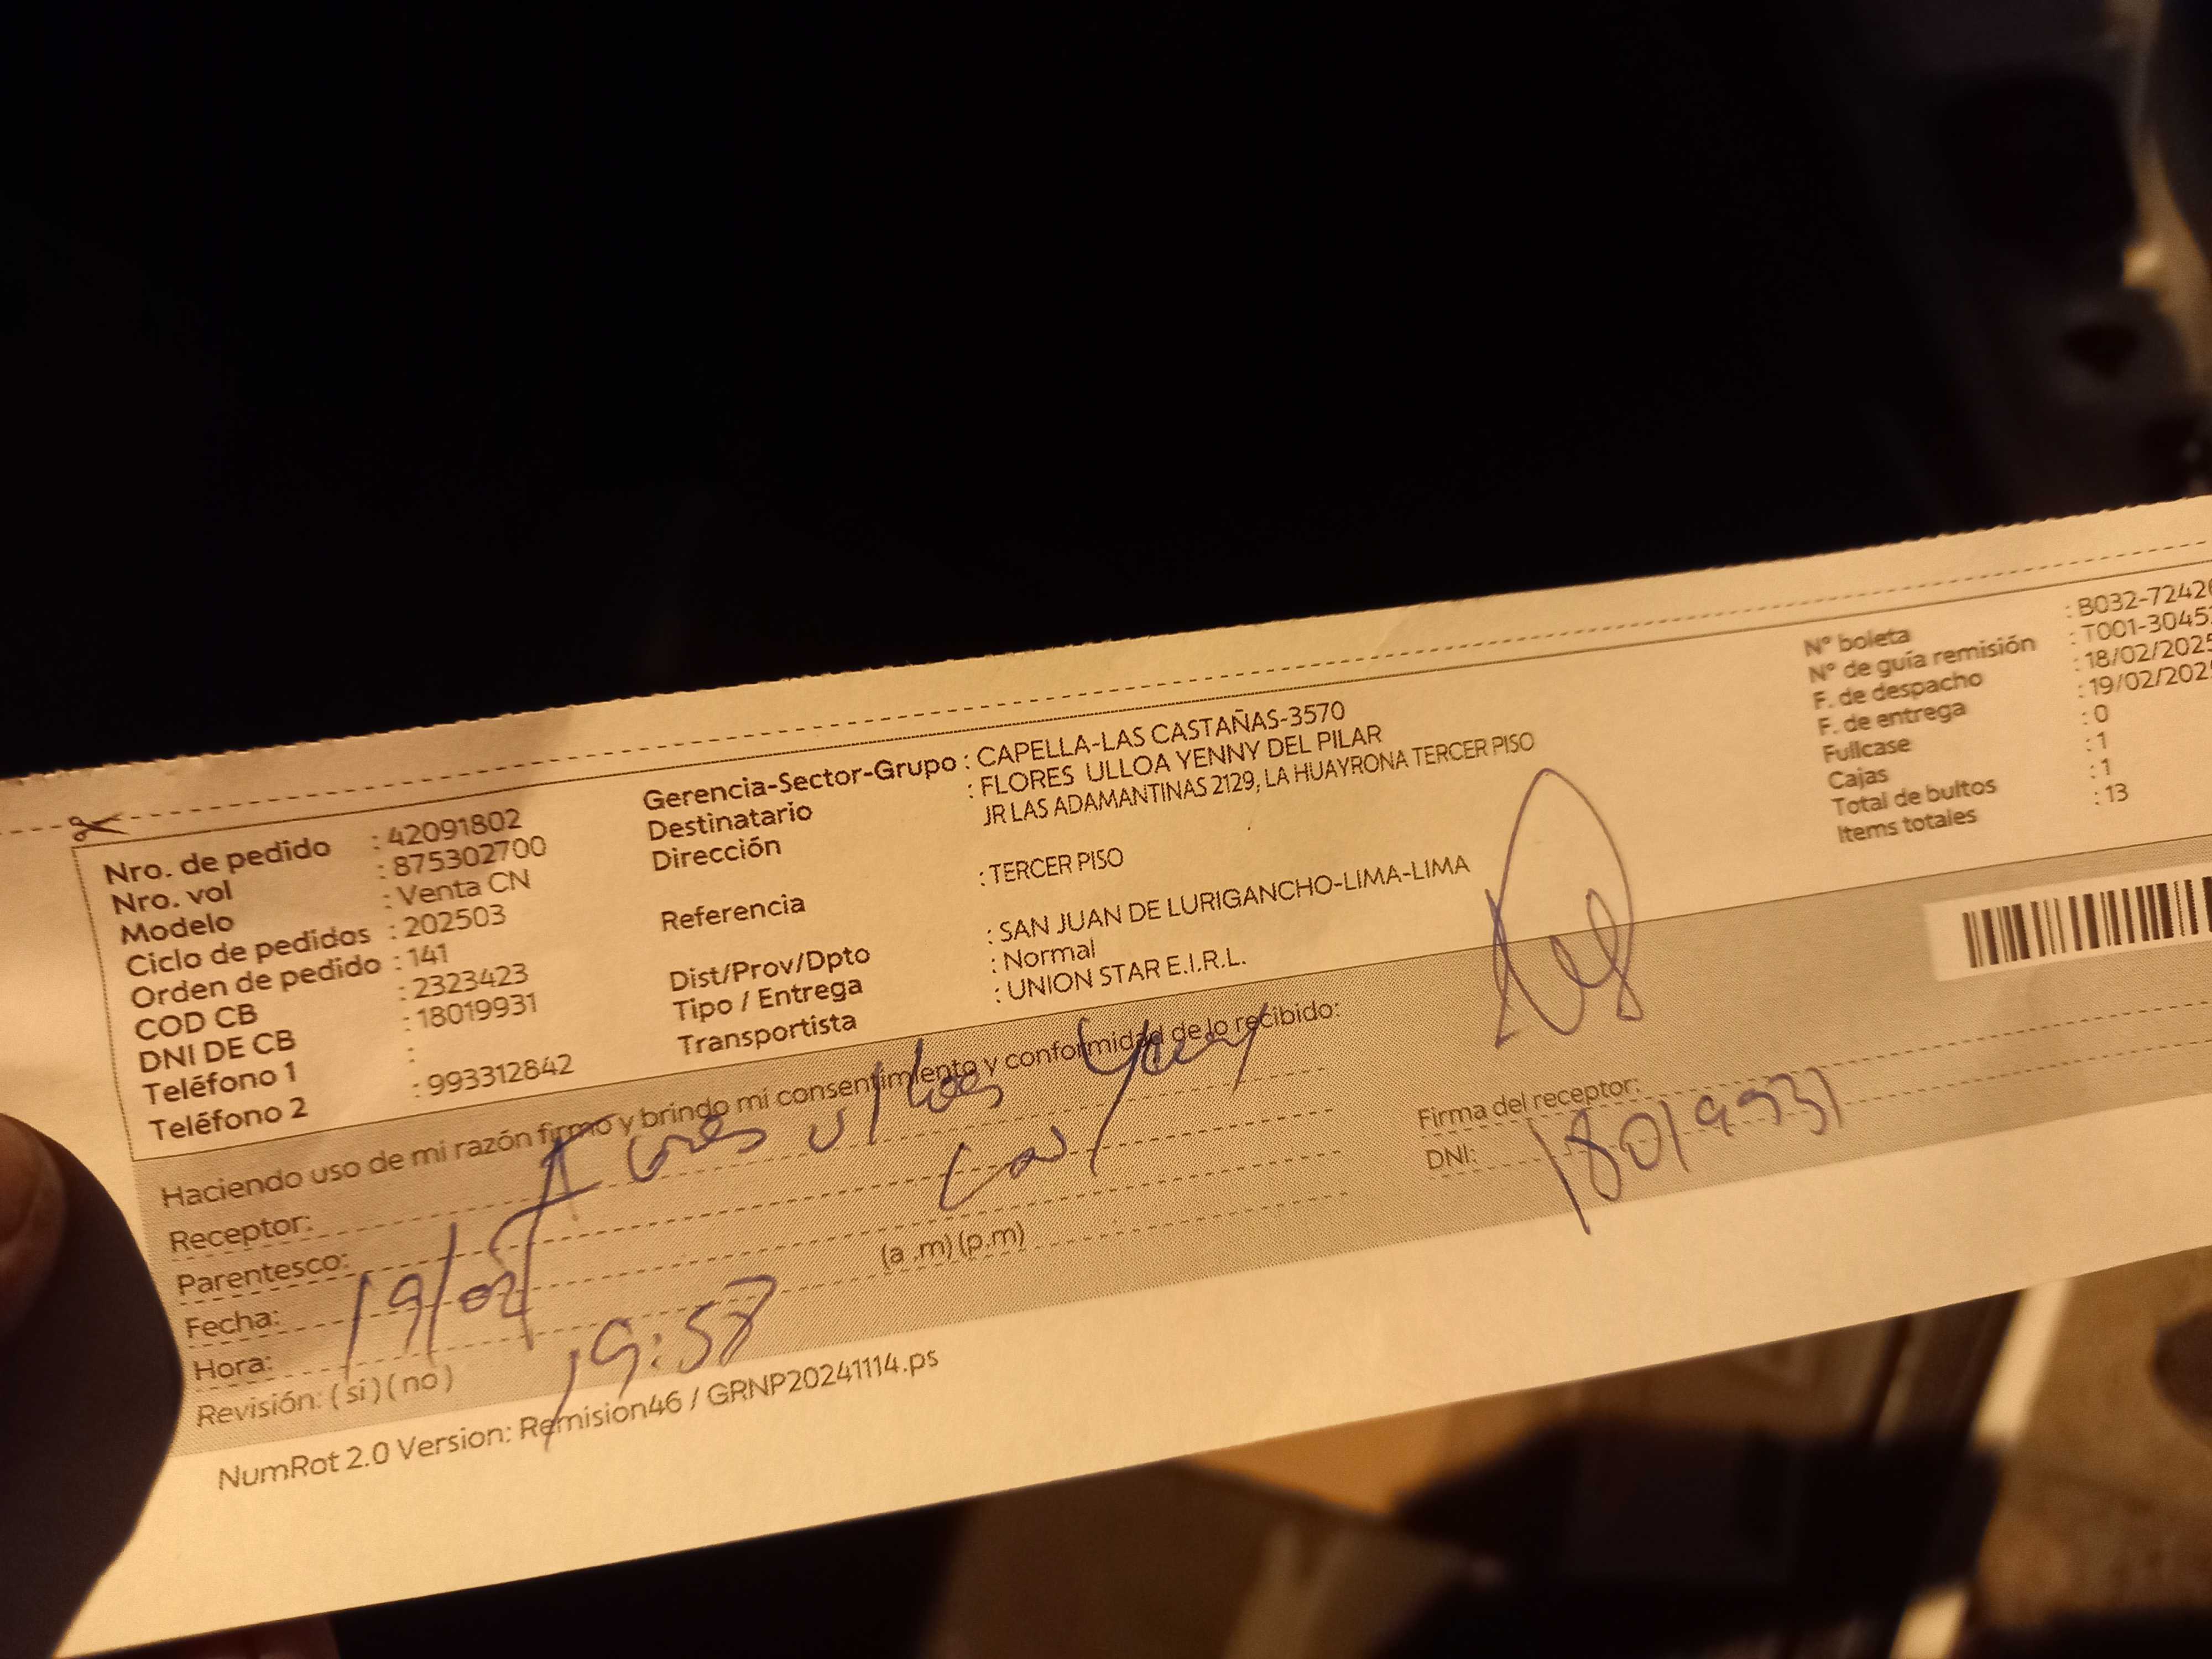 Nro. de pedido : 42091802
Nro. vol : 875302700
Modelo : Venta CN
Ciclo de pedidos : 202503
Orden de pedido : 141
COD CB : 2323423
DNI DE CB : 18019931
Teléfono 1 :
Teléfono 2 : 993312842
Gerencia-Sector-Grupo : CAPELLA-LAS CASTAÑAS-3570
Destinatario : FLORES ULLOA YENNY DEL PILAR
Dirección JR LAS ADAMANTINAS 2129, LA HUAYRONA TERCER PISO
Referencia : TERCER PISO
Dist/Prov/Dpto : SAN JUAN DE LURIGANCHO-LIMA-LIMA
Tipo / Entrega : Normal
Transportista : UNION STAR E.I.R.L.
N° boleta : B032-7242
N° de guía remisión : T001-3045
F. de despacho : 18/02/2025
F. de entrega : 19/02/202
Fullcase : 0
Cajas : 1
Total de bultos : 1
Items totales : 13
Haciendo uso de mi razón firmo y brindo mi consentimiento y conformidad de lo recibido:
Receptor: Flores Ulloa Yenny
Parentesco:
Fecha: 19/02
Hora: 19:57 (a .m) (p.m)
Revisión: ( si ) ( no )
Firma del receptor:
DNI: 18019931
NumRot 2.0 Version: Remision46 / GRNP20241114.ps